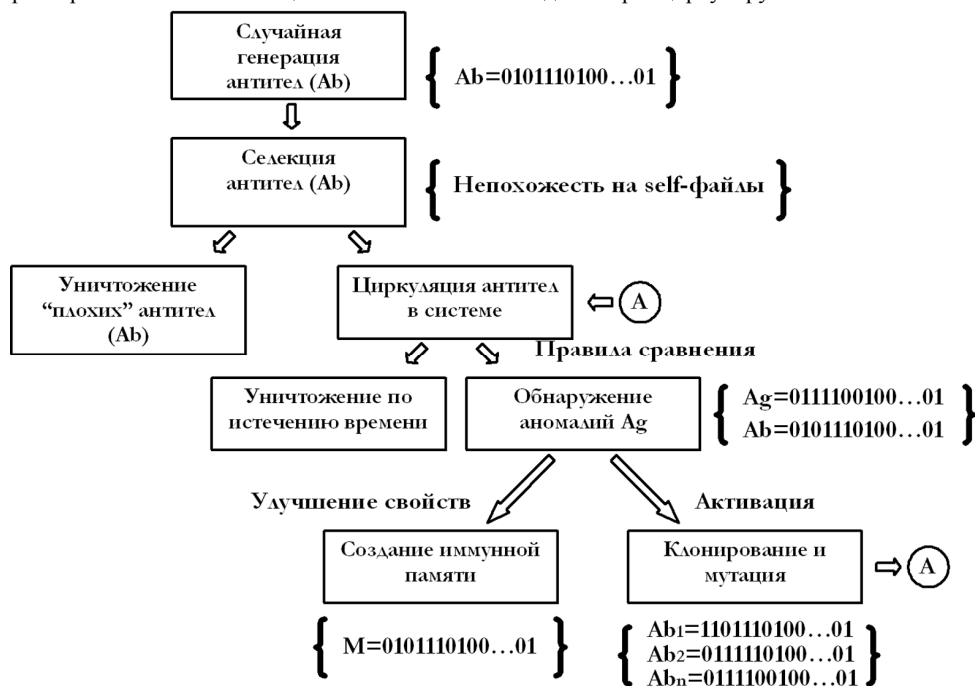 Случайная
генерация
антител (Ab)
Ab=0101110100…01
Селекция
антител (Ab)
Непохожесть на self-файлы
Уничтожение
“плохих” антител
(Ab)
Циркуляция антител
в системе
A
Правила сравнения
Уничтожение по
истечению времени
Обнаружение
аномалий Ag
Ag=0111100100…01
Ab=0101110100…01
Улучшение свойств
Активация
Создание иммунной
памяти
Клонирование и
мутация
A
M=0101110100…01
Ab₁=1101110100…01
Ab₂=0111110100…01
Abₙ=0111100100…01